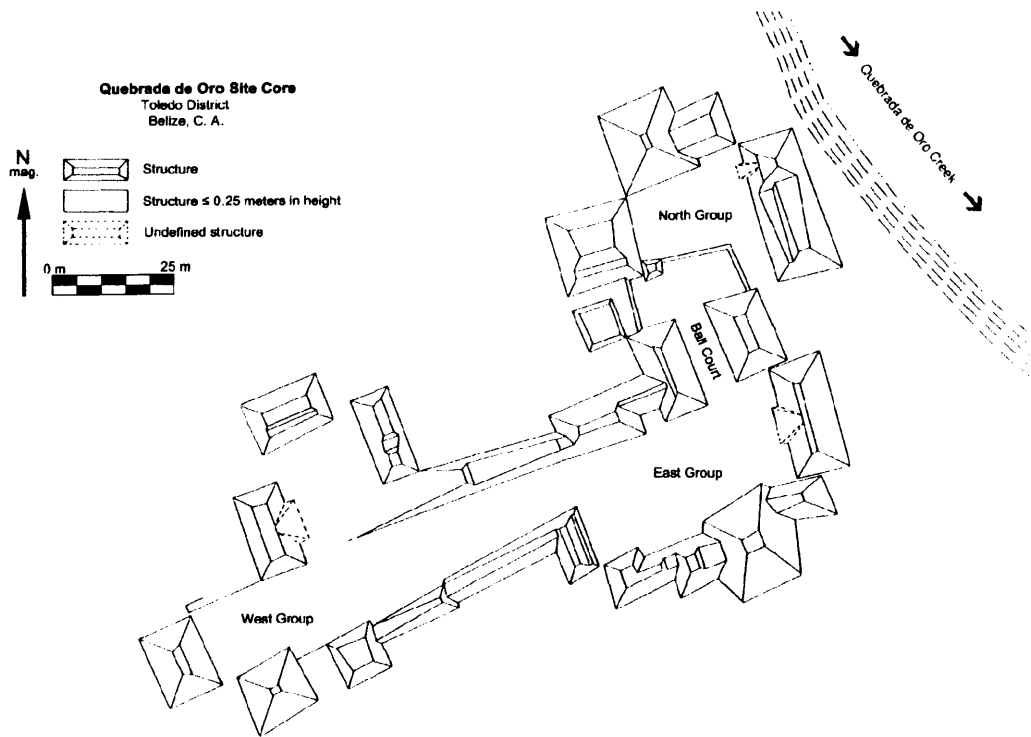 Quebrada de Oro Site Core
Toledo District
Belize, C. A.
N
mag.
Structure
Structure ≤ 0.25 meters in height
Undefined structure
0 m 25 m
Quebrada de Oro Creek
North Group
Ball Court
East Group
West Group